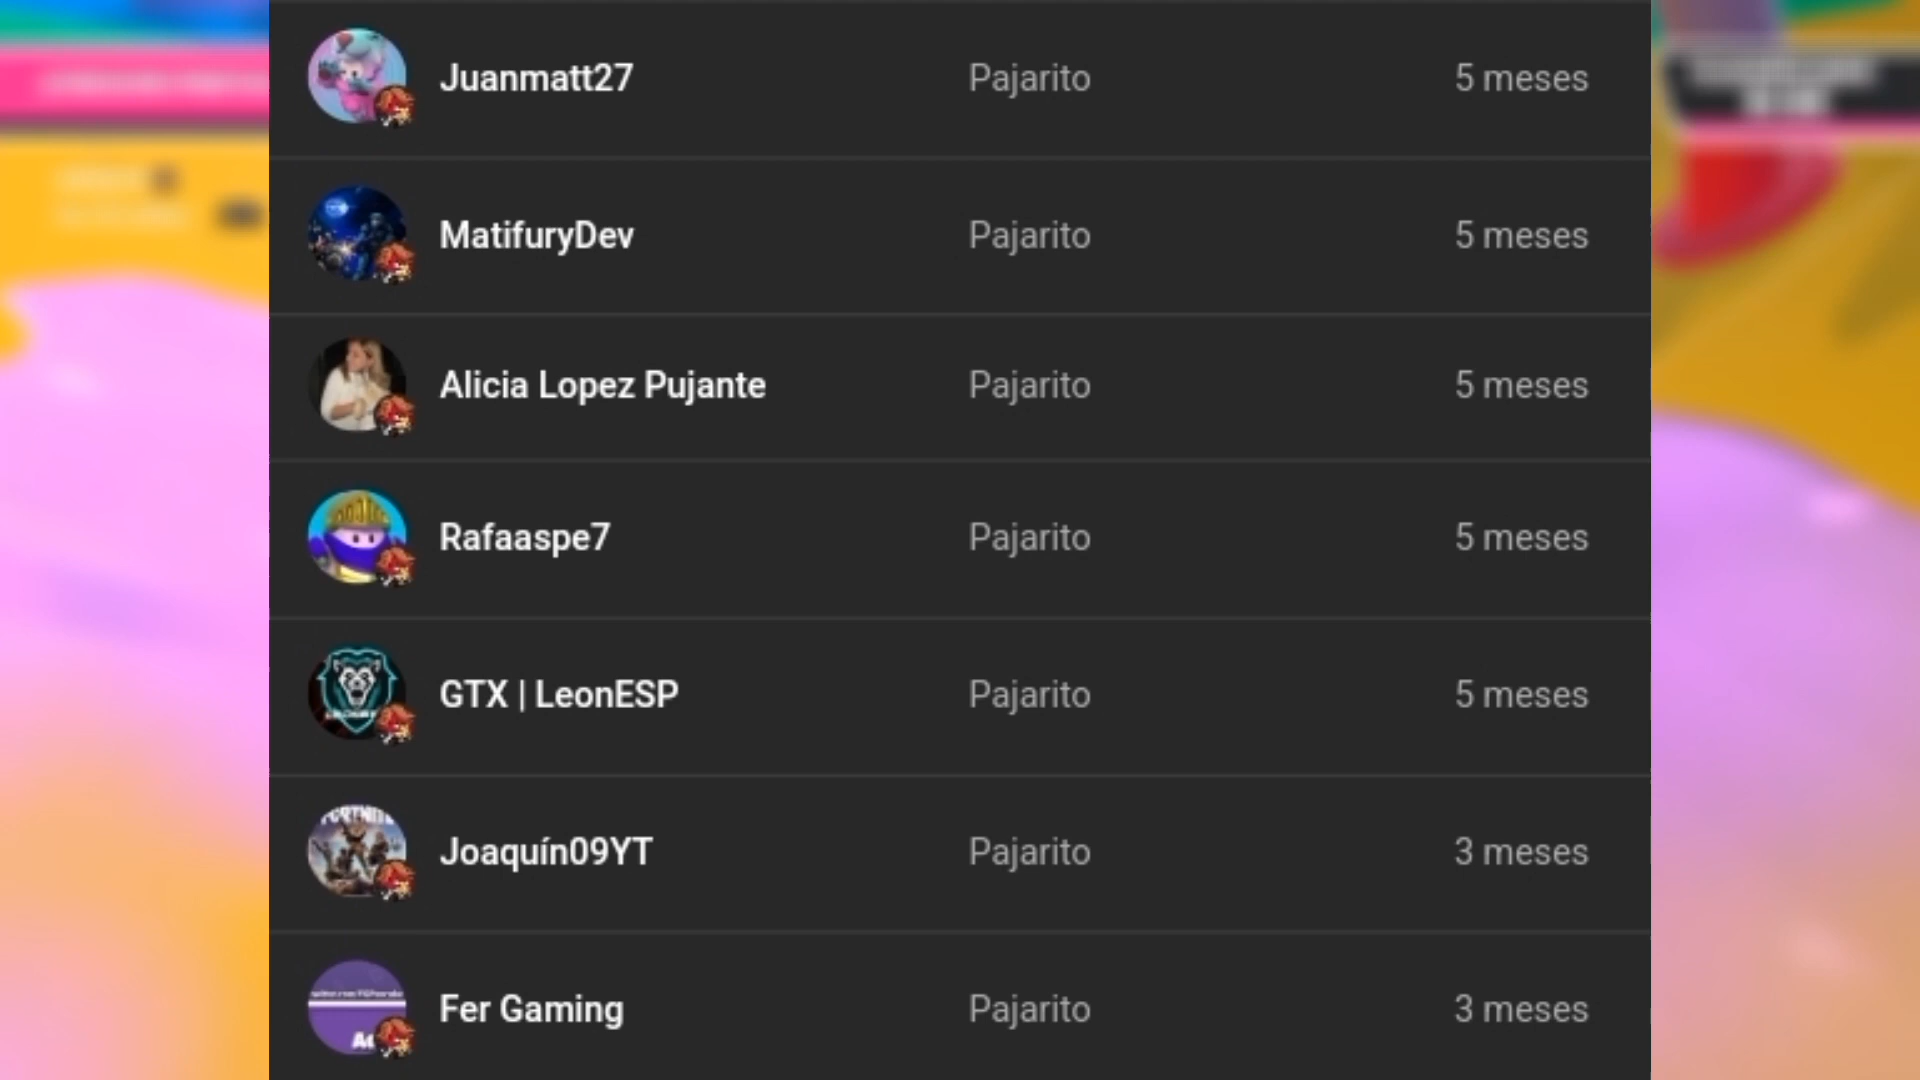 Juanmatt27 Pajarito 5 meses
MatifuryDev Pajarito 5 meses
Alicia Lopez Pujante Pajarito 5 meses
Rafaaspe7 Pajarito 5 meses
GTX | LeonESP Pajarito 5 meses
FORTNITE
Joaquín09YT Pajarito 3 meses
Fer Gaming Pajarito 3 meses